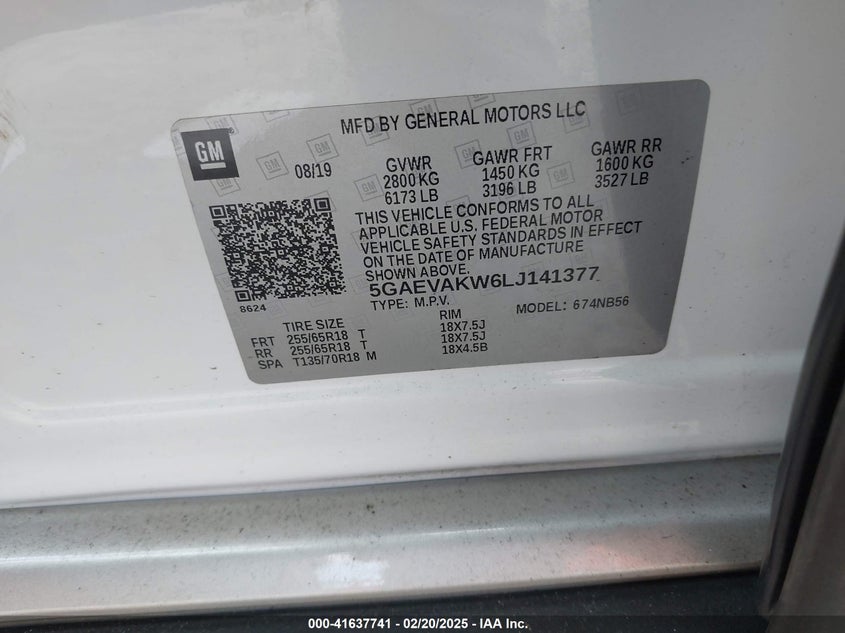 MFD BY GENERAL MOTORS LLC
GM
08/19
GVWR GAWR FRT GAWR RR
2800 KG 1450 KG 1600 KG
6173 LB 3196 LB 3527 LB
THIS VEHICLE CONFORMS TO ALL
APPLICABLE U.S. FEDERAL MOTOR
VEHICLE SAFETY STANDARDS IN EFFECT
ON THE DATE OF MANUFACTURE
SHOWN ABOVE.
5GAEVAKW6LJ141377
8624
TYPE: M.P.V. MODEL: 674NB56
TIRE SIZE RIM
FRT 255/65R18 T 18X7.5J
RR 255/65R18 T 18X7.5J
SPA T135/70R18 M 18X4.5B
000-41637741 - 02/20/2025 - IAA Inc.